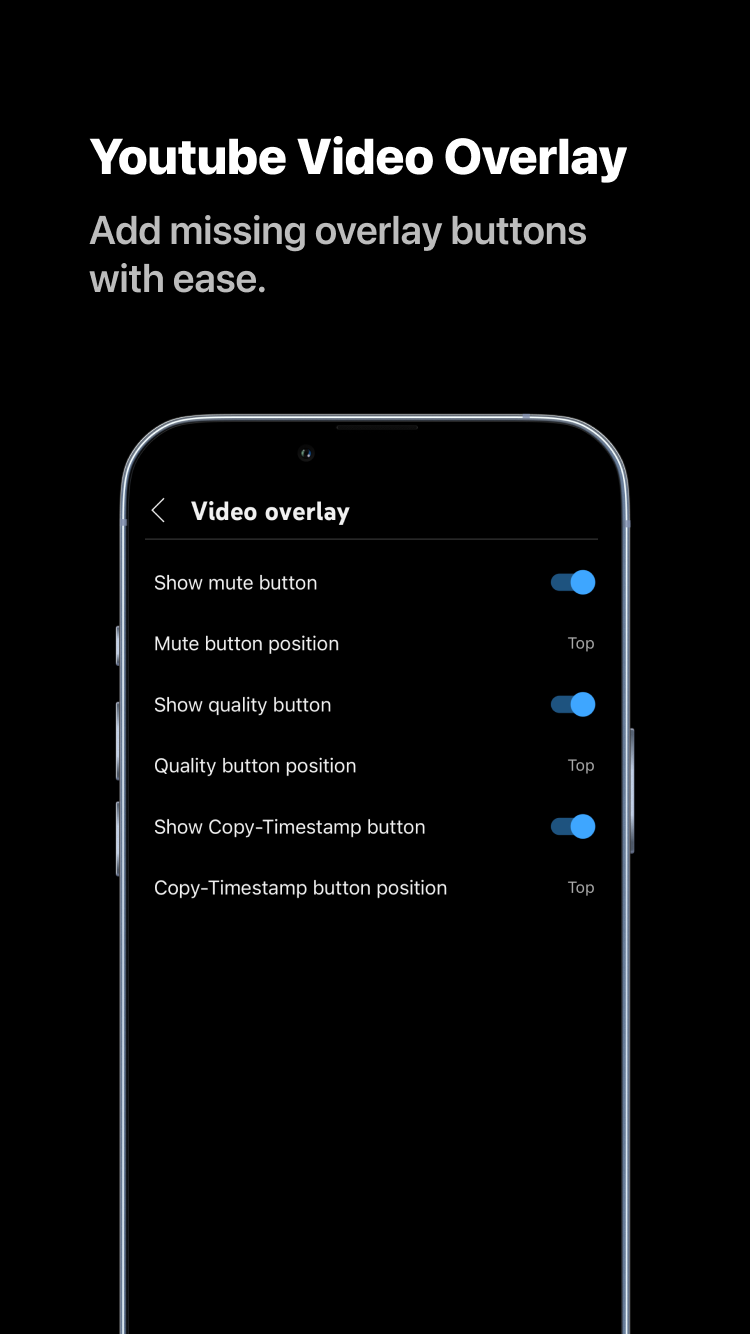 Youtube Video Overlay
Add missing overlay buttons
with ease.
Video overlay
Show mute button
Mute button position Top
Show quality button
Quality button position Top
Show Copy-Timestamp button
Copy-Timestamp button position Top